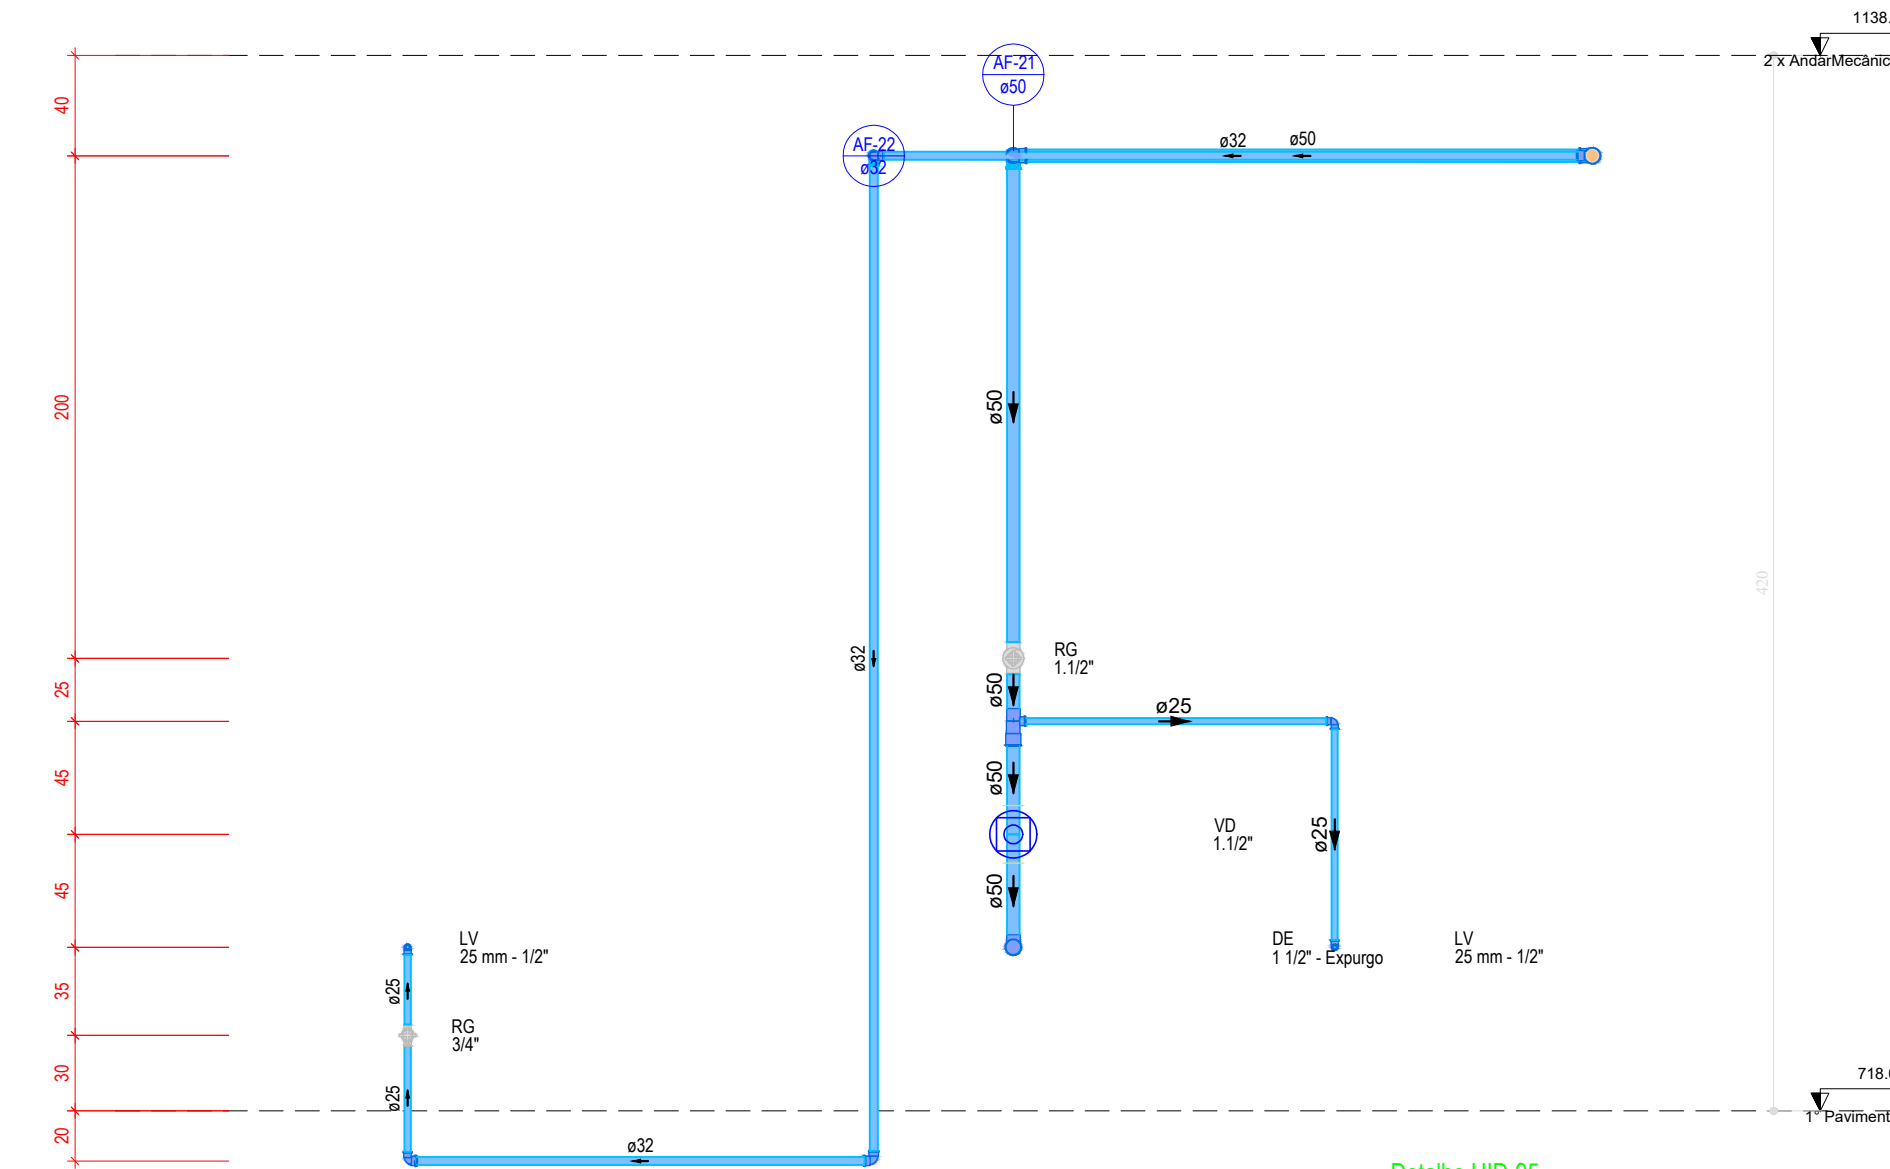 1138.
2 x AndarMecânic
AF-21
ø50
40
AF-22
ø32
ø32
ø50
200
ø50
420
ø32
RG
1.1/2"
25
ø50
ø25
45
ø50
VD
1.1/2"
ø25
45
ø50
LV
25 mm - 1/2"
DE
1 1/2" - Expurgo
LV
25 mm - 1/2"
35
ø25
RG
3/4"
30
ø25
718.
1° Paviment
20
ø32